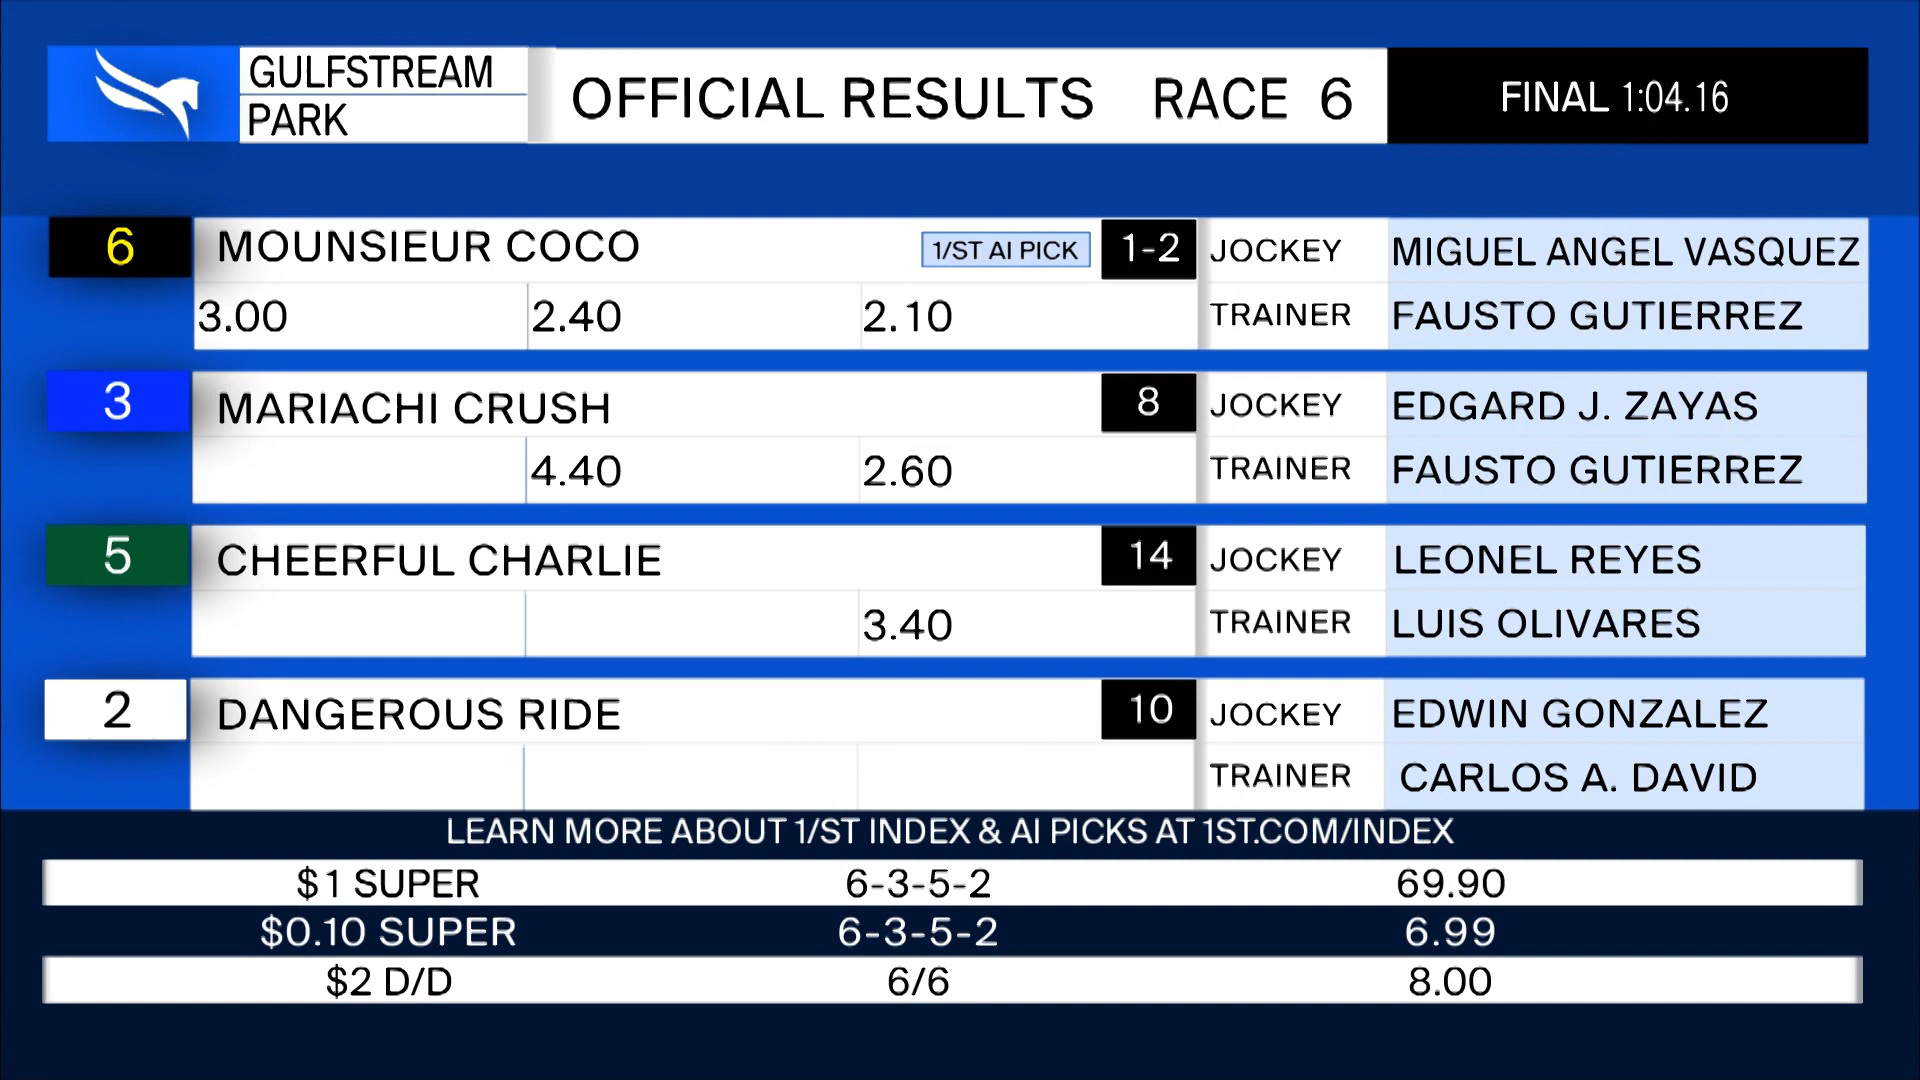 GULFSTREAM
PARK
OFFICIAL RESULTS RACE 6
FINAL 1:04.16
6 MOUNSIEUR COCO 1/ST AI PICK 1-2 JOCKEY MIGUEL ANGEL VASQUEZ
3.00 2.40 2.10 TRAINER FAUSTO GUTIERREZ
3 MARIACHI CRUSH 8 JOCKEY EDGARD J. ZAYAS
4.40 2.60 TRAINER FAUSTO GUTIERREZ
5 CHEERFUL CHARLIE 14 JOCKEY LEONEL REYES
3.40 TRAINER LUIS OLIVARES
2 DANGEROUS RIDE 10 JOCKEY EDWIN GONZALEZ
TRAINER CARLOS A. DAVID
LEARN MORE ABOUT 1/ST INDEX & AI PICKS AT 1ST.COM/INDEX
$1 SUPER 6-3-5-2 69.90
$0.10 SUPER 6-3-5-2 6.99
$2 D/D 6/6 8.00